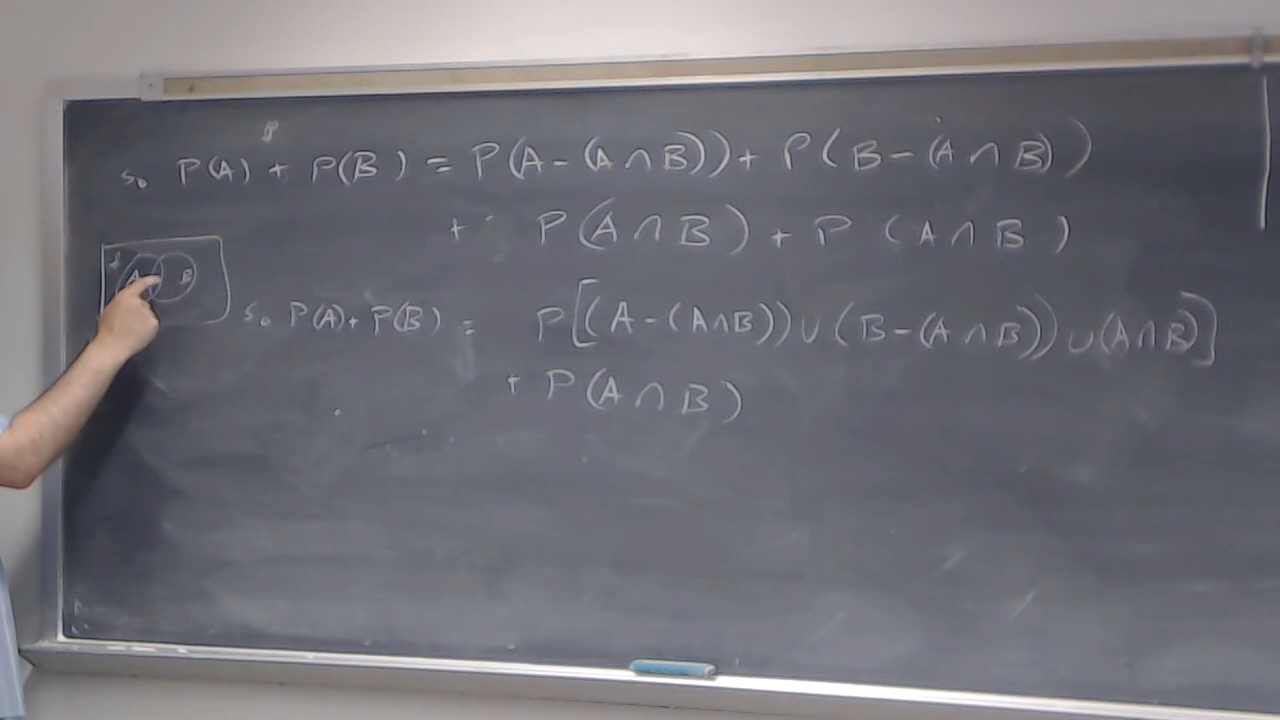 so P(A) + P(B) = P(A-(A∩B)) + P(B-(A∩B))
+ P(A∩B) + P(A∩B)
A B
so P(A) + P(B) = P[(A-(A∩B))∪(B-(A∩B))∪(A∩B)]
+ P(A∩B)